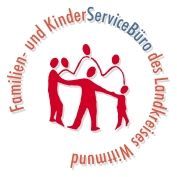 Familien- und KinderServiceBüro des Landkreises Wittmund